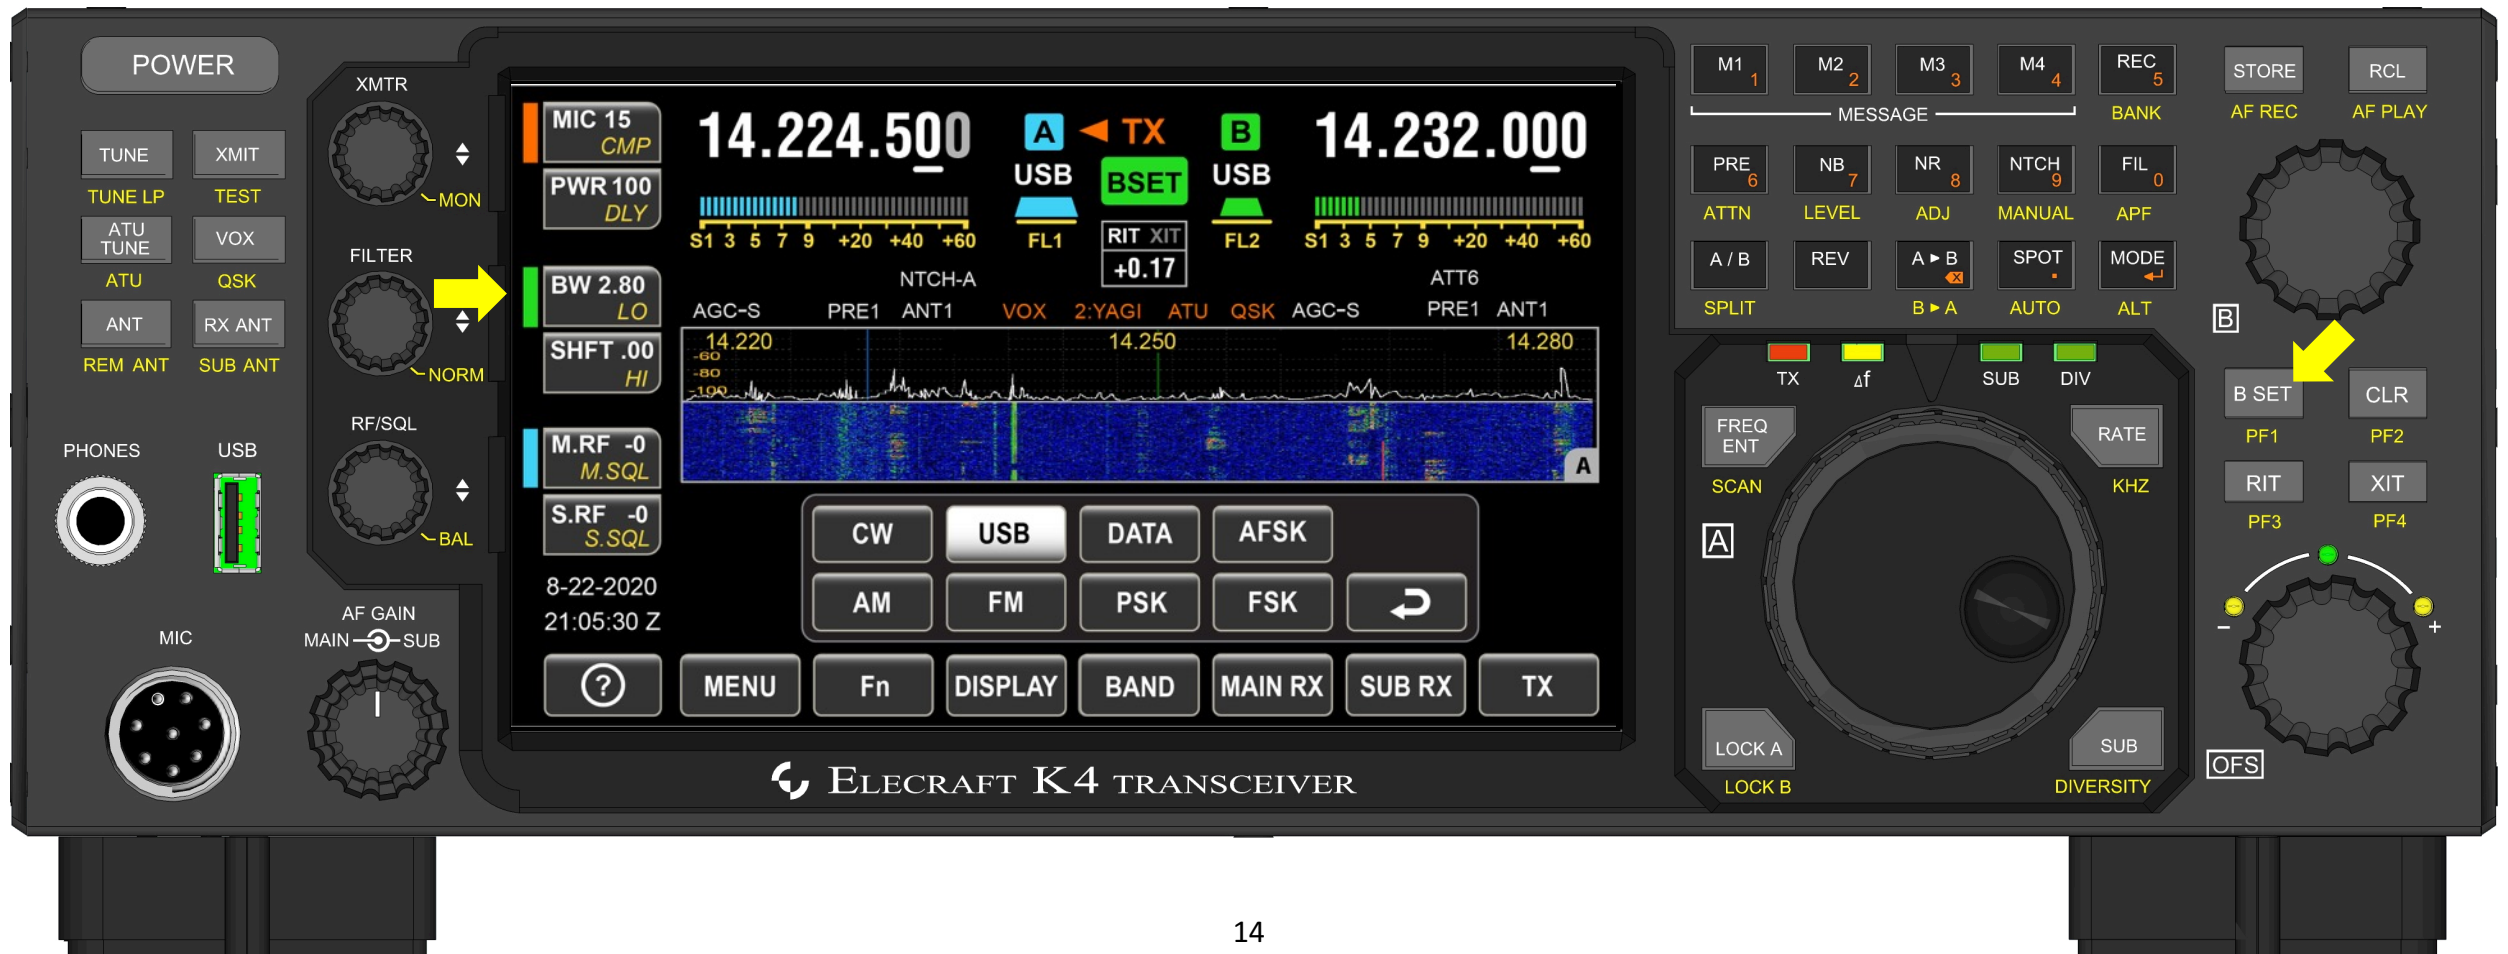 POWER
TUNE
XMIT
TUNE LP
TEST
ATU
TUNE
VOX
ATU
QSK
ANT
RX ANT
REM ANT
SUB ANT
PHONES
USB
MIC
XMTR
MON
FILTER
NORM
RF/SQL
BAL
AF GAIN
MAIN SUB
MIC 15
CMP
PWR 100
DLY
BW 2.80
LO
SHFT .00
HI
M.RF -0
M.SQL
S.RF -0
S.SQL
8-22-2020
21:05:30 Z
14.224.500
A ◄ TX B
14.232.000
USB
BSET
USB
S1 3 5 7 9 +20 +40 +60
FL1
RIT XIT
+0.17
FL2
S1 3 5 7 9 +20 +40 +60
NTCH-A
ATT6
AGC-S PRE1 ANT1 VOX 2:YAGI ATU QSK AGC-S PRE1 ANT1
14.220 14.250 14.280
-60
-80
-100
A
CW USB DATA AFSK
AM FM PSK FSK
? MENU Fn DISPLAY BAND MAIN RX SUB RX TX
ELECRAFT K4 TRANSCEIVER
M1 1 M2 2 M3 3 M4 4 REC 5
MESSAGE BANK
PRE 6 NB 7 NR 8 NTCH 9 FIL 0
ATTN LEVEL ADJ MANUAL APF
A / B REV A ► B SPOT . MODE
SPLIT B ► A AUTO ALT
STORE RCL
AF REC AF PLAY
B
TX Δf SUB DIV
FREQ
ENT
RATE
SCAN KHZ
A
LOCK A SUB
LOCK B DIVERSITY
B SET CLR
PF1 PF2
RIT XIT
PF3 PF4
- +
OFS
14